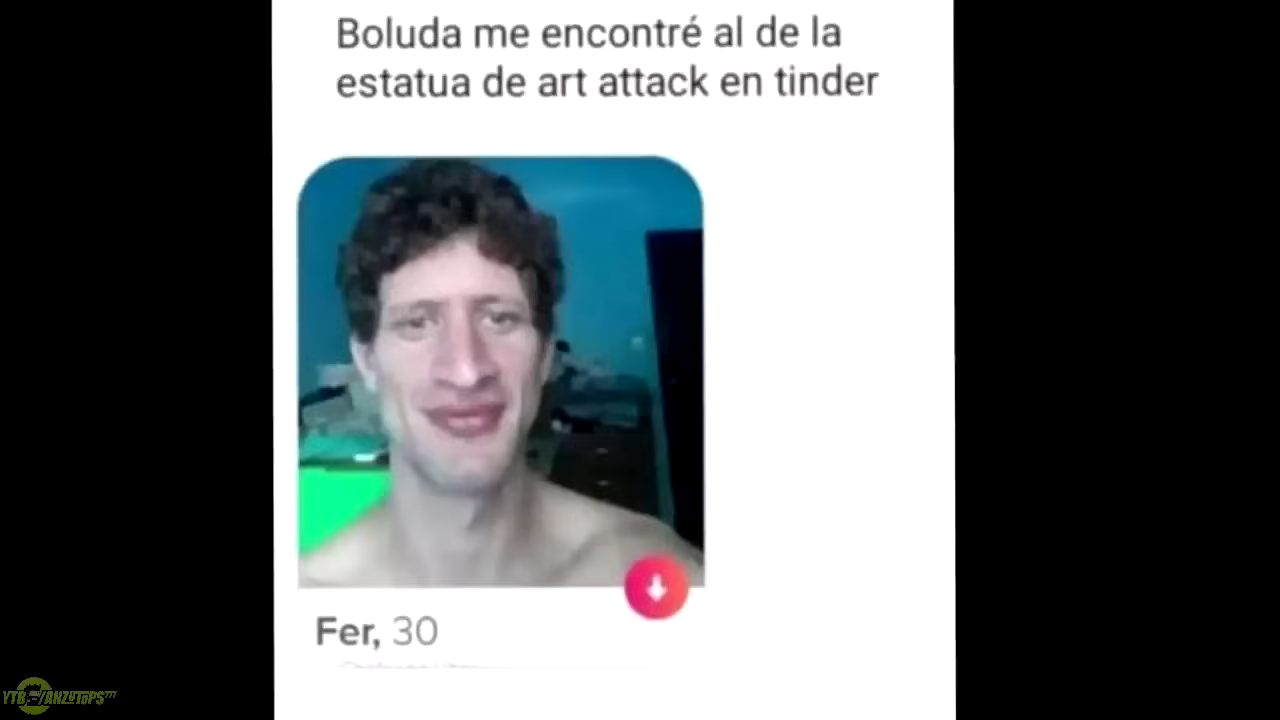 Boluda me encontré al de la
estatua de art attack en tinder
Fer, 30